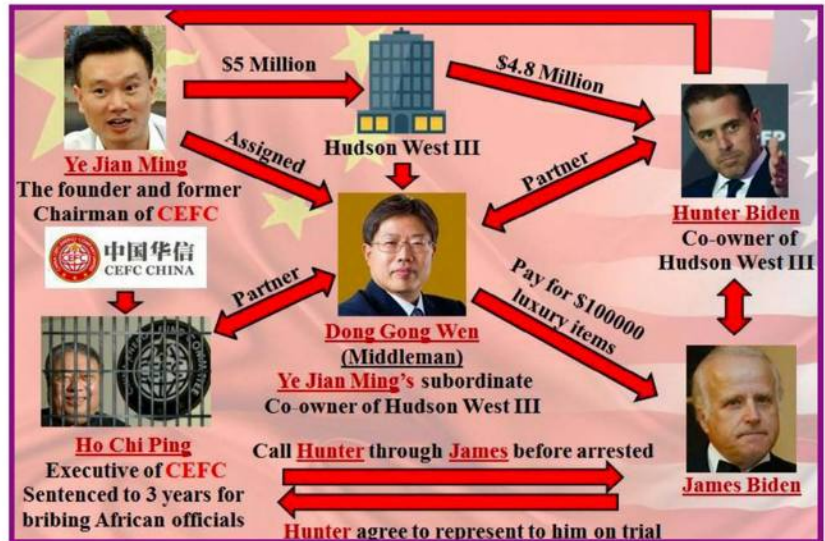 $5 Million
$4.8 Million
Hudson West III
Assigned
Partner
Ye Jian Ming
The founder and former
Chairman of CEFC
Hunter Biden
Co-owner of
Hudson West III
中国华信
CEFC CHINA
Partner
Pay for $100000
luxury items
Dong Gong Wen
(Middleman)
Ye Jian Ming's subordinate
Co-owner of Hudson West III
Ho Chi Ping
Executive of CEFC
Sentenced to 3 years for
bribing African officials
Call Hunter through James before arrested
James Biden
Hunter agree to represent to him on trial